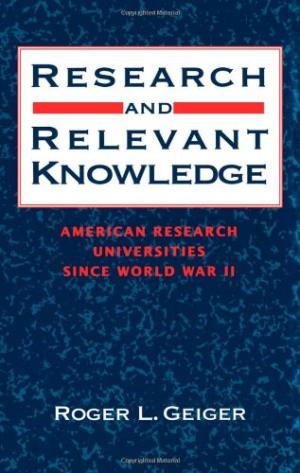 RESEARCH
AND
RELEVANT
KNOWLEDGE
AMERICAN RESEARCH
UNIVERSITIES
SINCE WORLD WAR II
ROGER L. GEIGER